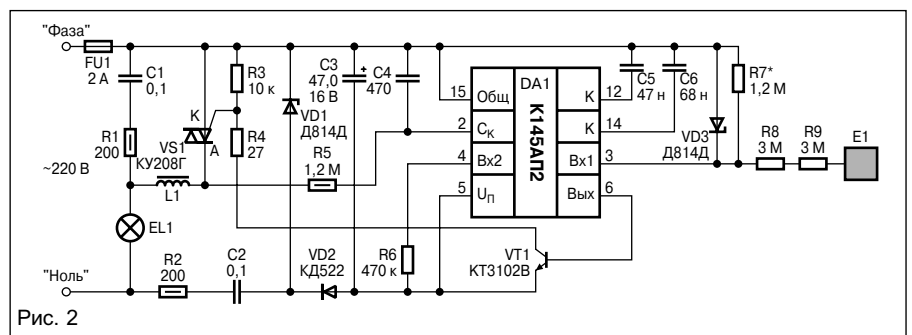 "Фаза"
FU1
2 А
C1
0,1
R1
200
~220 В
EL1
"Ноль"
R2
200
C2
0,1
K
VS1
A
КУ208Г
L1
R3
10 к
R4
27
VD1
Д814Д
R5
1,2 М
VD2
КД522
C3
47,0
16 В
+
C4
470
R6
470 к
15
2
4
5
Общ
Cк
Вх2
Uп
DA1
К145АП2
K
K
Вх1
Вых
12
14
3
6
C5
47 н
C6
68 н
VD3
Д814Д
R7*
1,2 М
R8
3 М
R9
3 М
E1
VT1
КТ3102В
Рис. 2